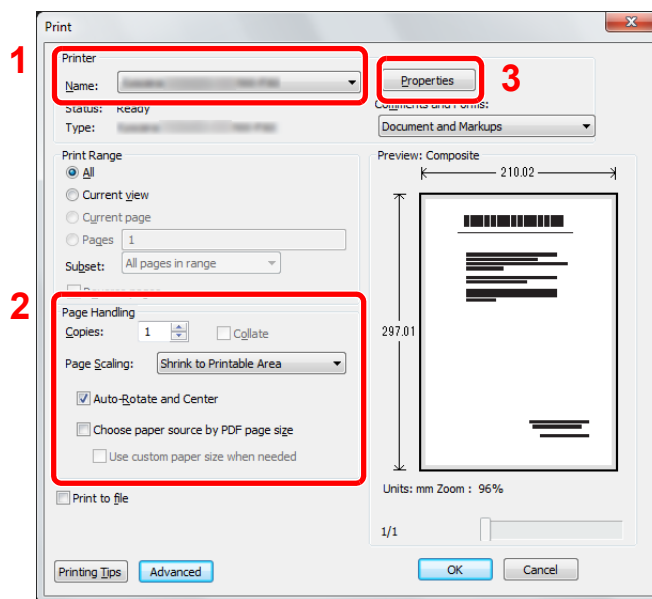 Print
1
Printer
Name:
Properties
3
Status: Ready
Comments and Forms:
Type:
Document and Markups
Print Range
All
Current view
Current page
Pages 1
Subset: All pages in range
Preview: Composite
210.02
297.01
2
Page Handling
Copies: 1 Collate
Page Scaling: Shrink to Printable Area
Auto-Rotate and Center
Choose paper source by PDF page size
Use custom paper size when needed
Print to file
Units: mm Zoom : 96%
1/1
Printing Tips Advanced
OK Cancel